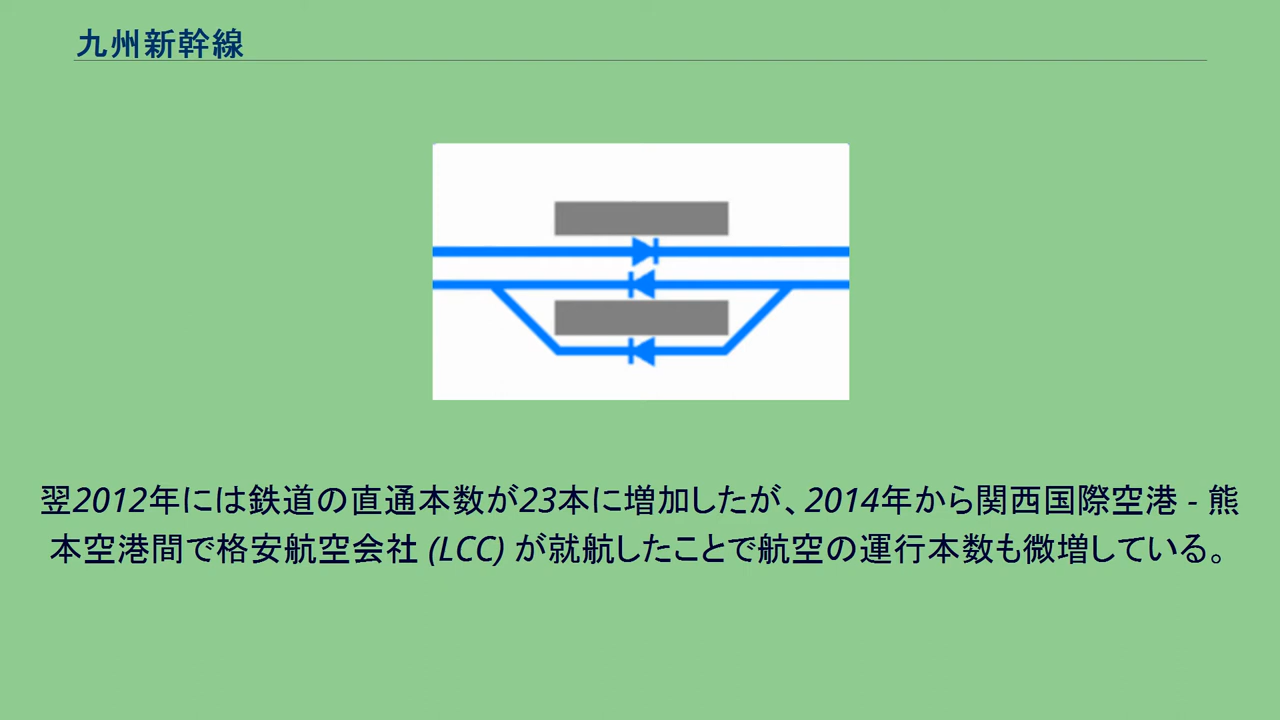 九州新幹線
翌2012年には鉄道の直通本数が23本に増加したが、2014年から関西国際空港 - 熊
本空港間で格安航空会社 (LCC) が就航したことで航空の運行本数も微増している。